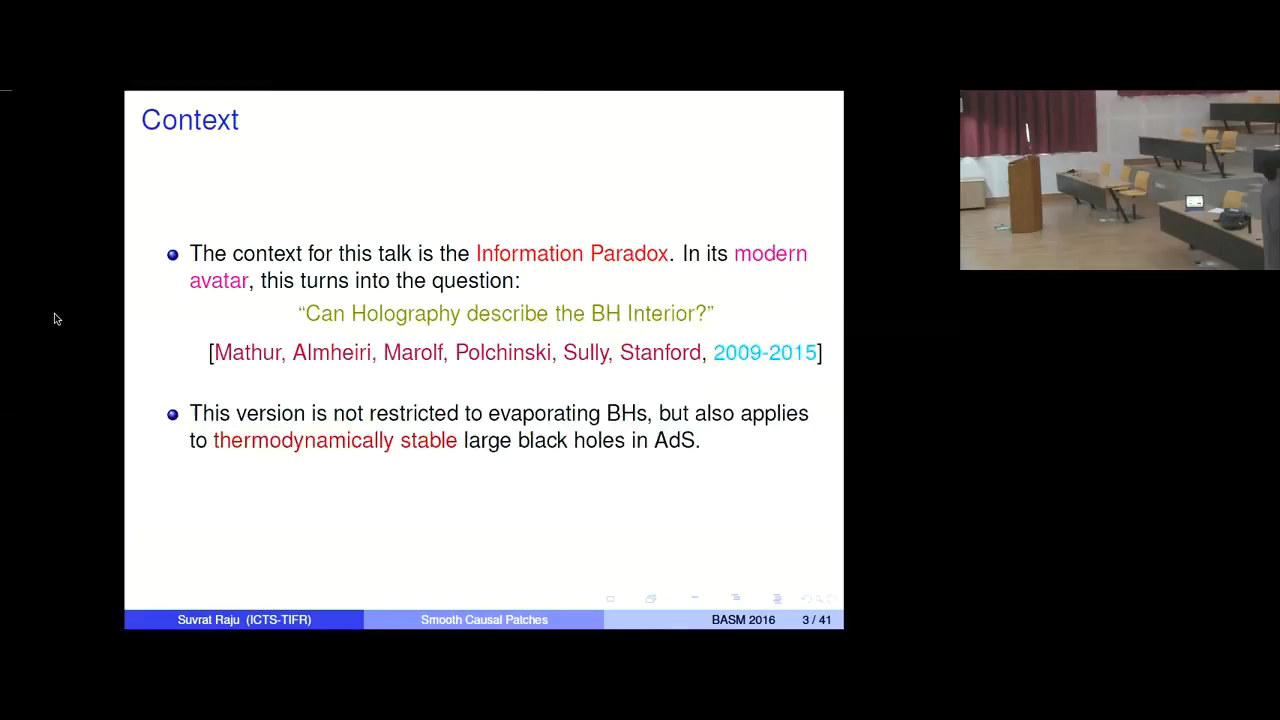 Context
The context for this talk is the Information Paradox. In its modern
avatar, this turns into the question:
“Can Holography describe the BH Interior?”
[Mathur, Almheiri, Marolf, Polchinski, Sully, Stanford, 2009-2015]
This version is not restricted to evaporating BHs, but also applies
to thermodynamically stable large black holes in AdS.
Suvrat Raju (ICTS-TIFR) Smooth Causal Patches BASM 2016 3 / 41